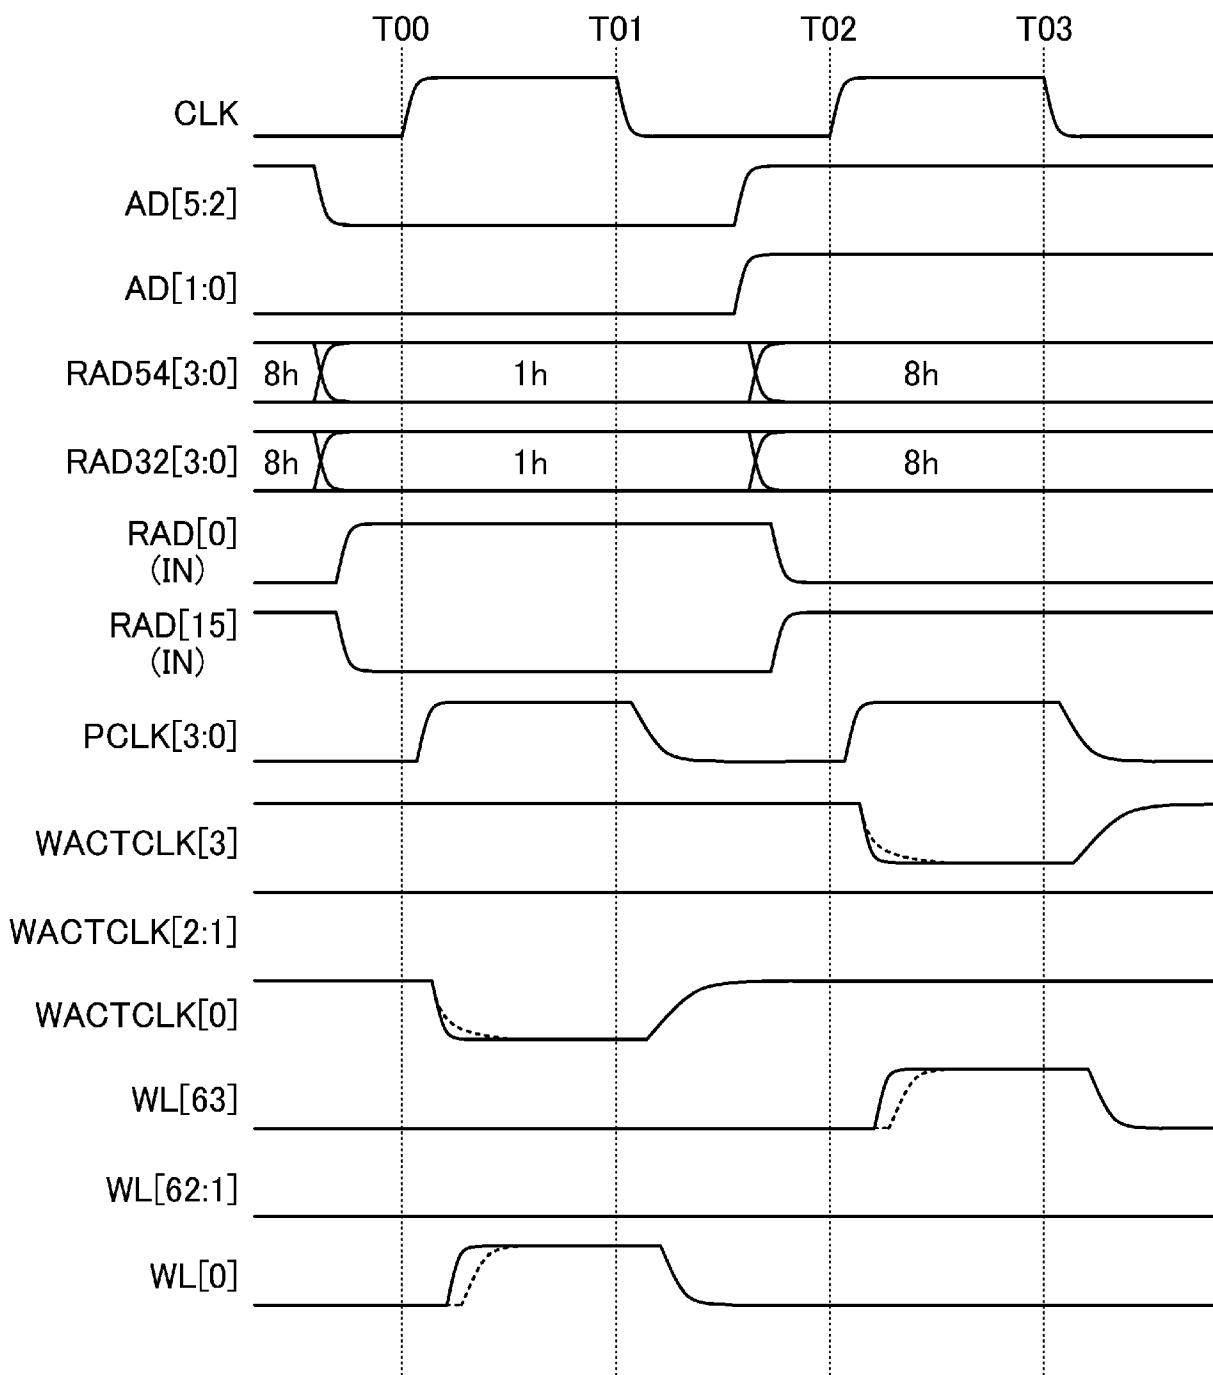 T00 T01 T02 T03
CLK
AD[5:2]
AD[1:0]
RAD54[3:0] 8h 1h 8h
RAD32[3:0] 8h 1h 8h
RAD[0]
(IN)
RAD[15]
(IN)
PCLK[3:0]
WACTCLK[3]
WACTCLK[2:1]
WACTCLK[0]
WL[63]
WL[62:1]
WL[0]